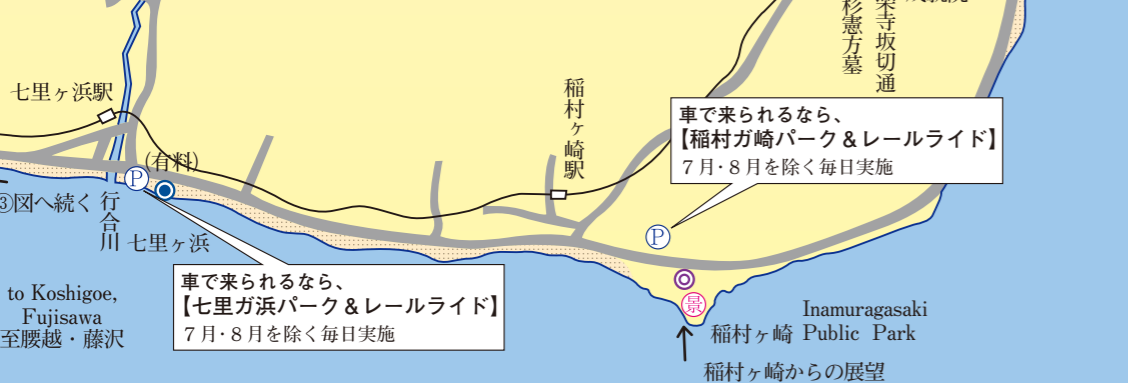 七里ヶ浜駅
(有料)
P
③図へ続く
行合川
七里ヶ浜
to Koshigoe,
Fujisawa
至腰越・藤沢
車で来られるなら、
【七里ガ浜パーク＆レールライド】
７月・８月を除く毎日実施
稲村ヶ崎駅
杉憲方墓
寺坂切通
車で来られるなら、
【稲村ガ崎パーク＆レールライド】
７月・８月を除く毎日実施
P
景
稲村ヶ崎
Inamuragasaki
Public Park
稲村ヶ崎からの展望